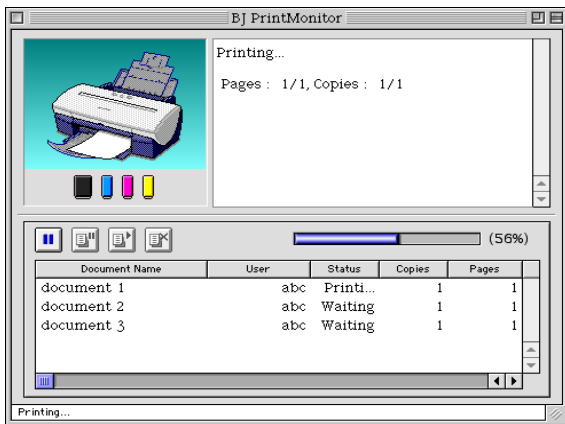 BJ PrintMonitor
Printing...
Pages : 1/1, Copies : 1/1
(56%)
Document Name User Status Copies Pages
document 1 abc Printi... 1 1
document 2 abc Waiting 1 1
document 3 abc Waiting 1 1
Printing...